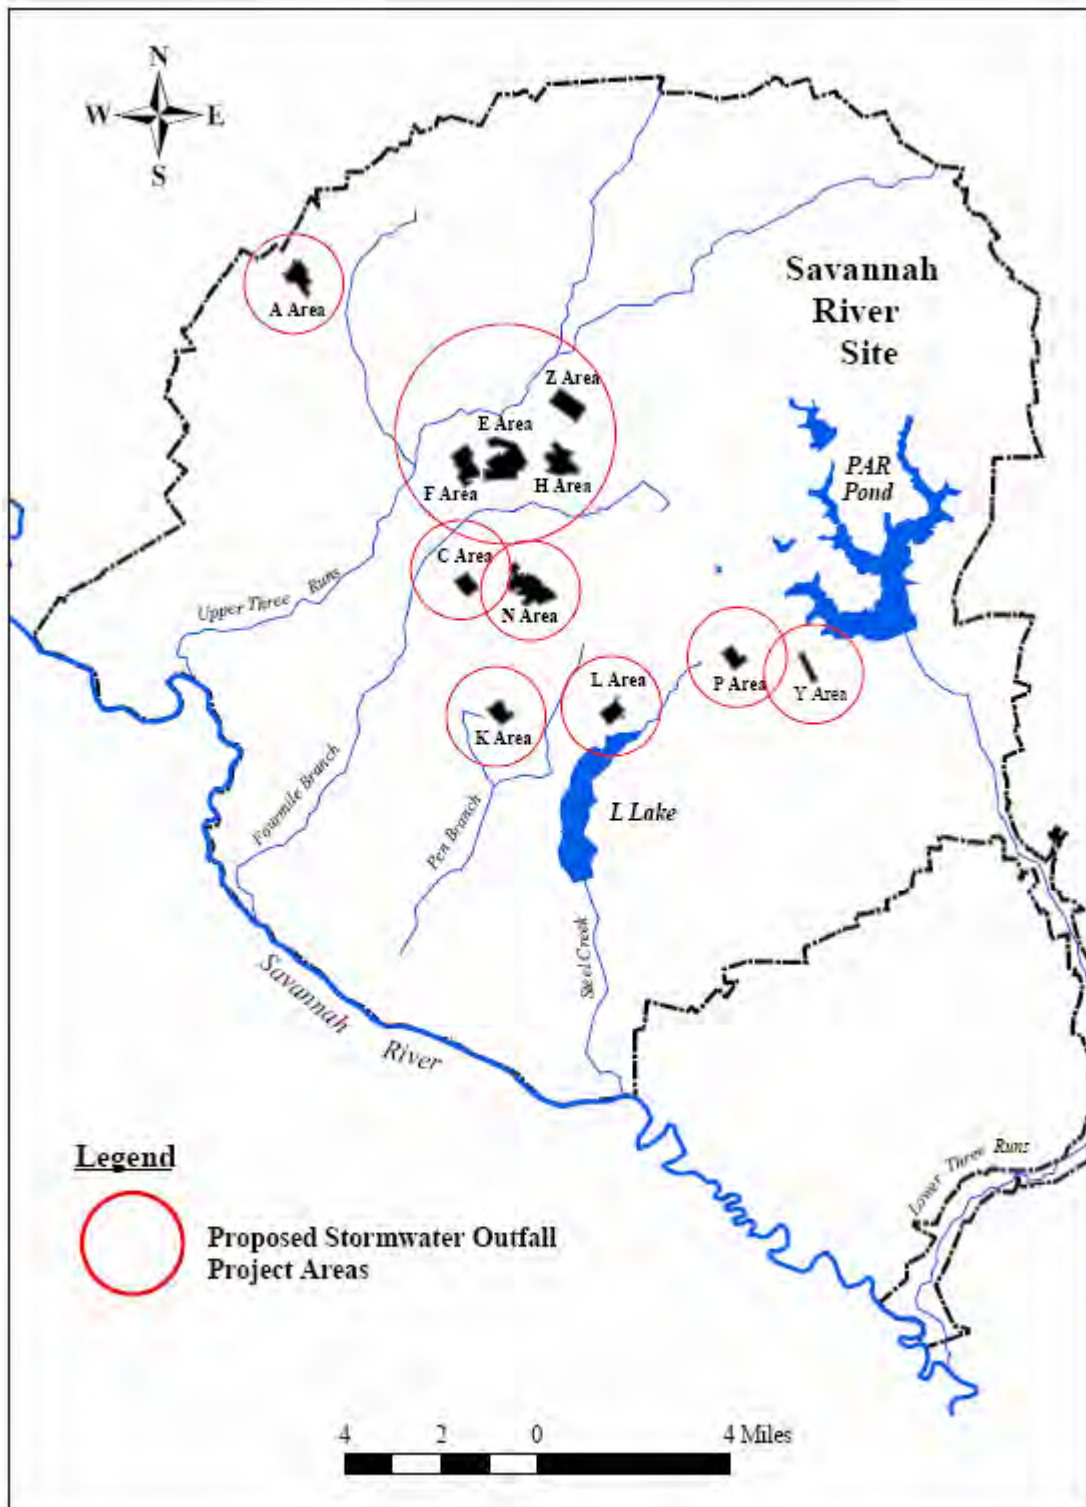 N
W E
S
Savannah
River
Site
A Area
Z Area
E Area
F Area
H Area
PAR
Pond
C Area
N Area
Upper Three Runs
L Area
P Area
Y Area
K Area
Fourmile Branch
Pen Branch
L Lake
Steel Creek
Savannah River
Lower Three Runs
Legend
Proposed Stormwater Outfall
Project Areas
4 2 0 4 Miles